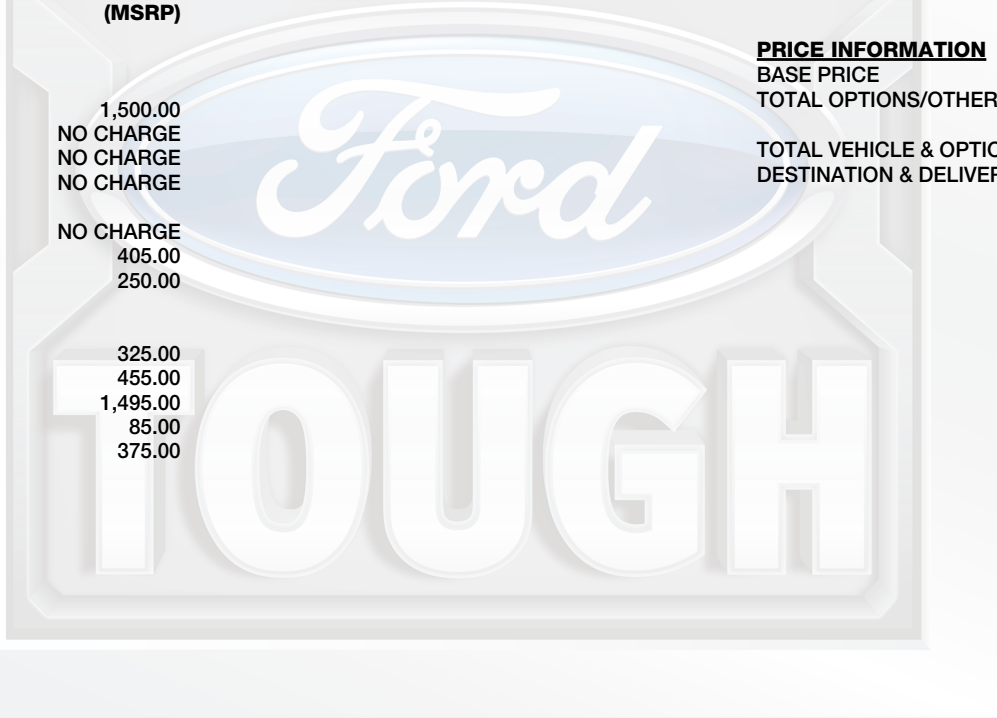 (MSRP)
1,500.00
NO CHARGE
NO CHARGE
NO CHARGE
NO CHARGE
405.00
250.00
325.00
455.00
1,495.00
85.00
375.00
PRICE INFORMATION
BASE PRICE
TOTAL OPTIONS/OTHER
TOTAL VEHICLE & OPTIO
DESTINATION & DELIVER
Ford
TOUGH